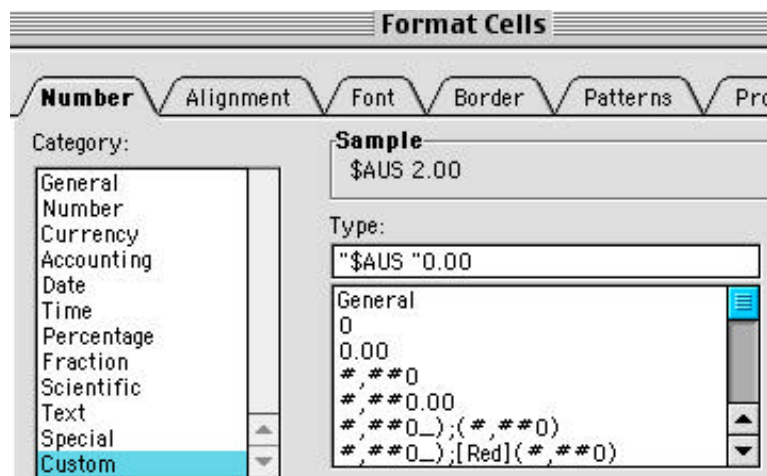 Format Cells
Number Alignment Font Border Patterns
Category:
General
Number
Currency
Accounting
Date
Time
Percentage
Fraction
Scientific
Text
Special
Custom
Sample
$AUS 2.00
Type:
"$AUS "0.00
General
0
0.00
#,##0
#,##0.00
#,##0_);(#,##0)
#,##0_);[Red](#,##0)